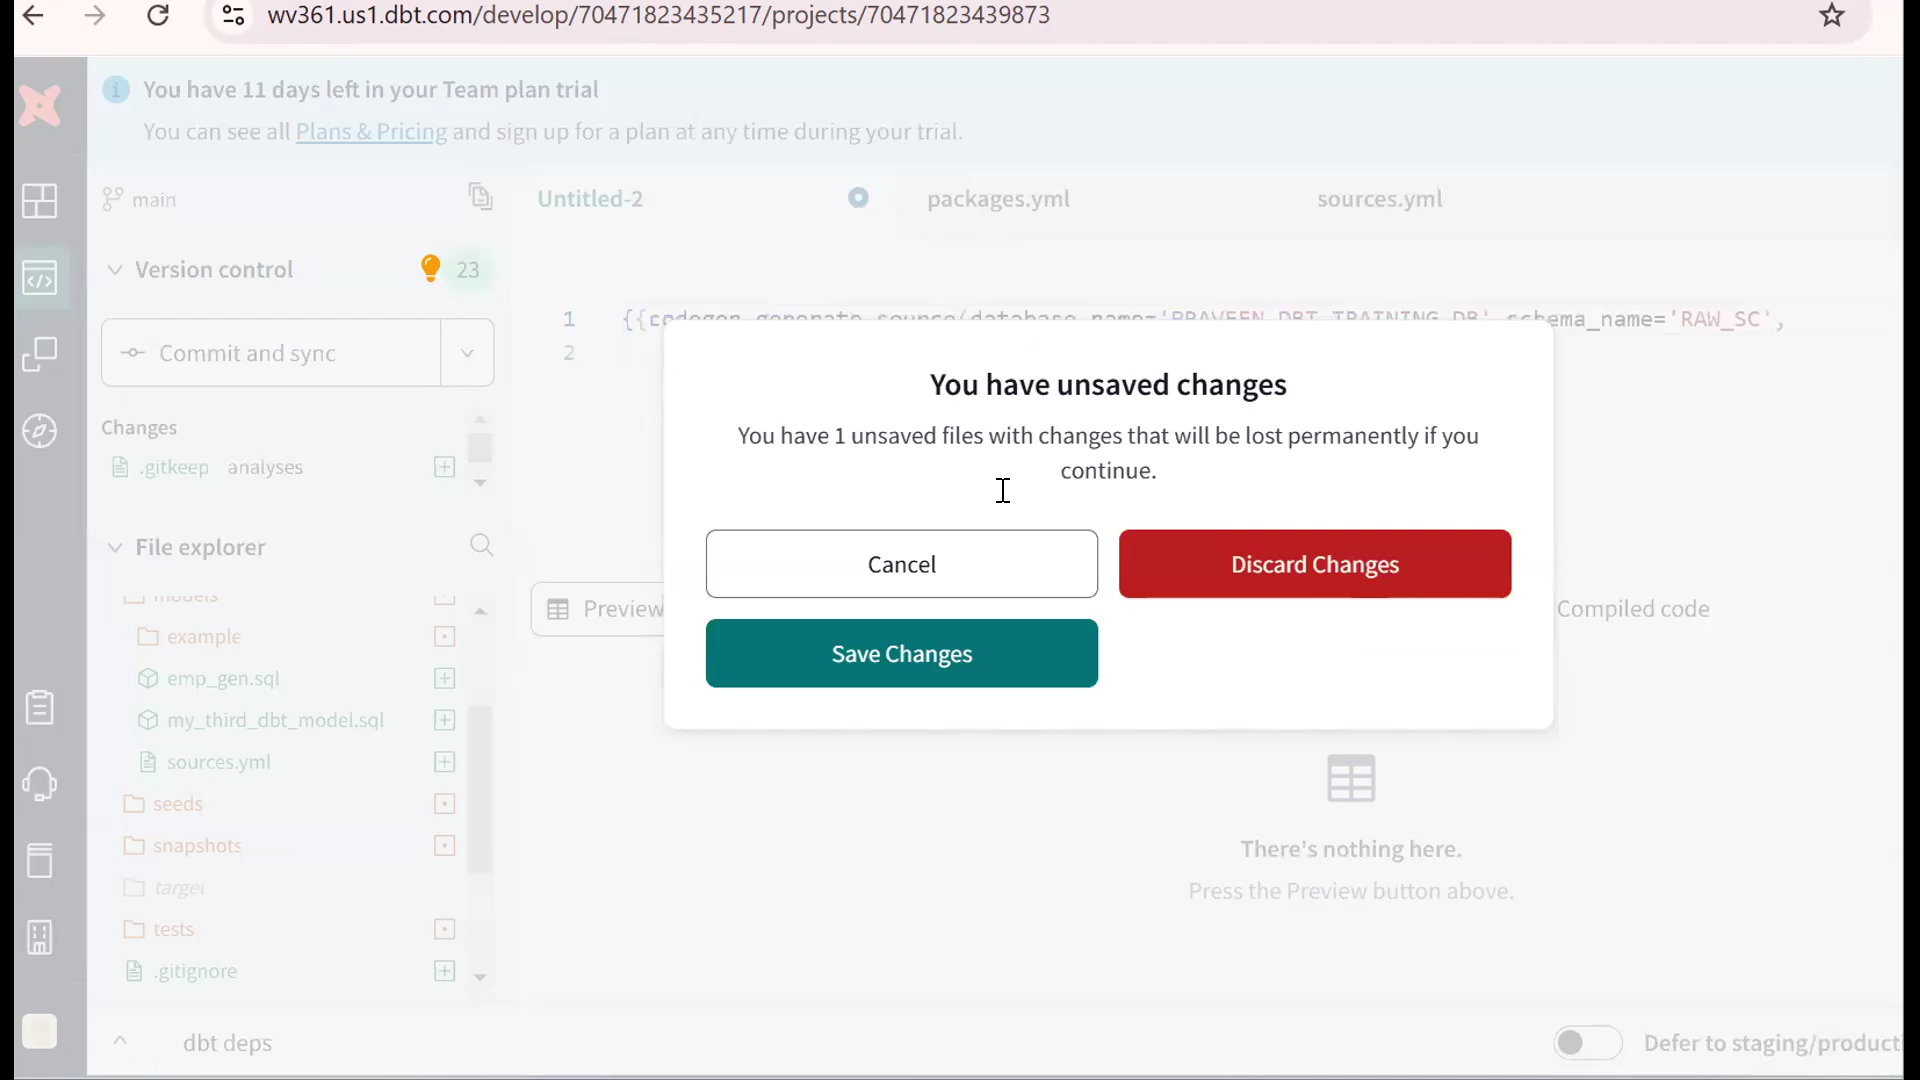 wv361.us1.dbt.com/develop/70471823435217/projects/70471823439873
You have 11 days left in your Team plan trial
You can see all Plans & Pricing and sign up for a plan at any time during your trial.
main
Untitled-2
packages.yml
sources.yml
Version control
23
1 {{codegen.generate_source(database_name='PRAVEEN_DBT_TRAINING_DB',schema_name='RAW_SC',
2
Commit and sync
Changes
.gitkeep analyses
You have unsaved changes
You have 1 unsaved files with changes that will be lost permanently if you
continue.
Cancel
Discard Changes
Save Changes
File explorer
models
example
emp_gen.sql
my_third_dbt_model.sql
sources.yml
seeds
snapshots
target
tests
.gitignore
Preview
Compiled code
There's nothing here.
Press the Preview button above.
dbt deps
Defer to staging/product